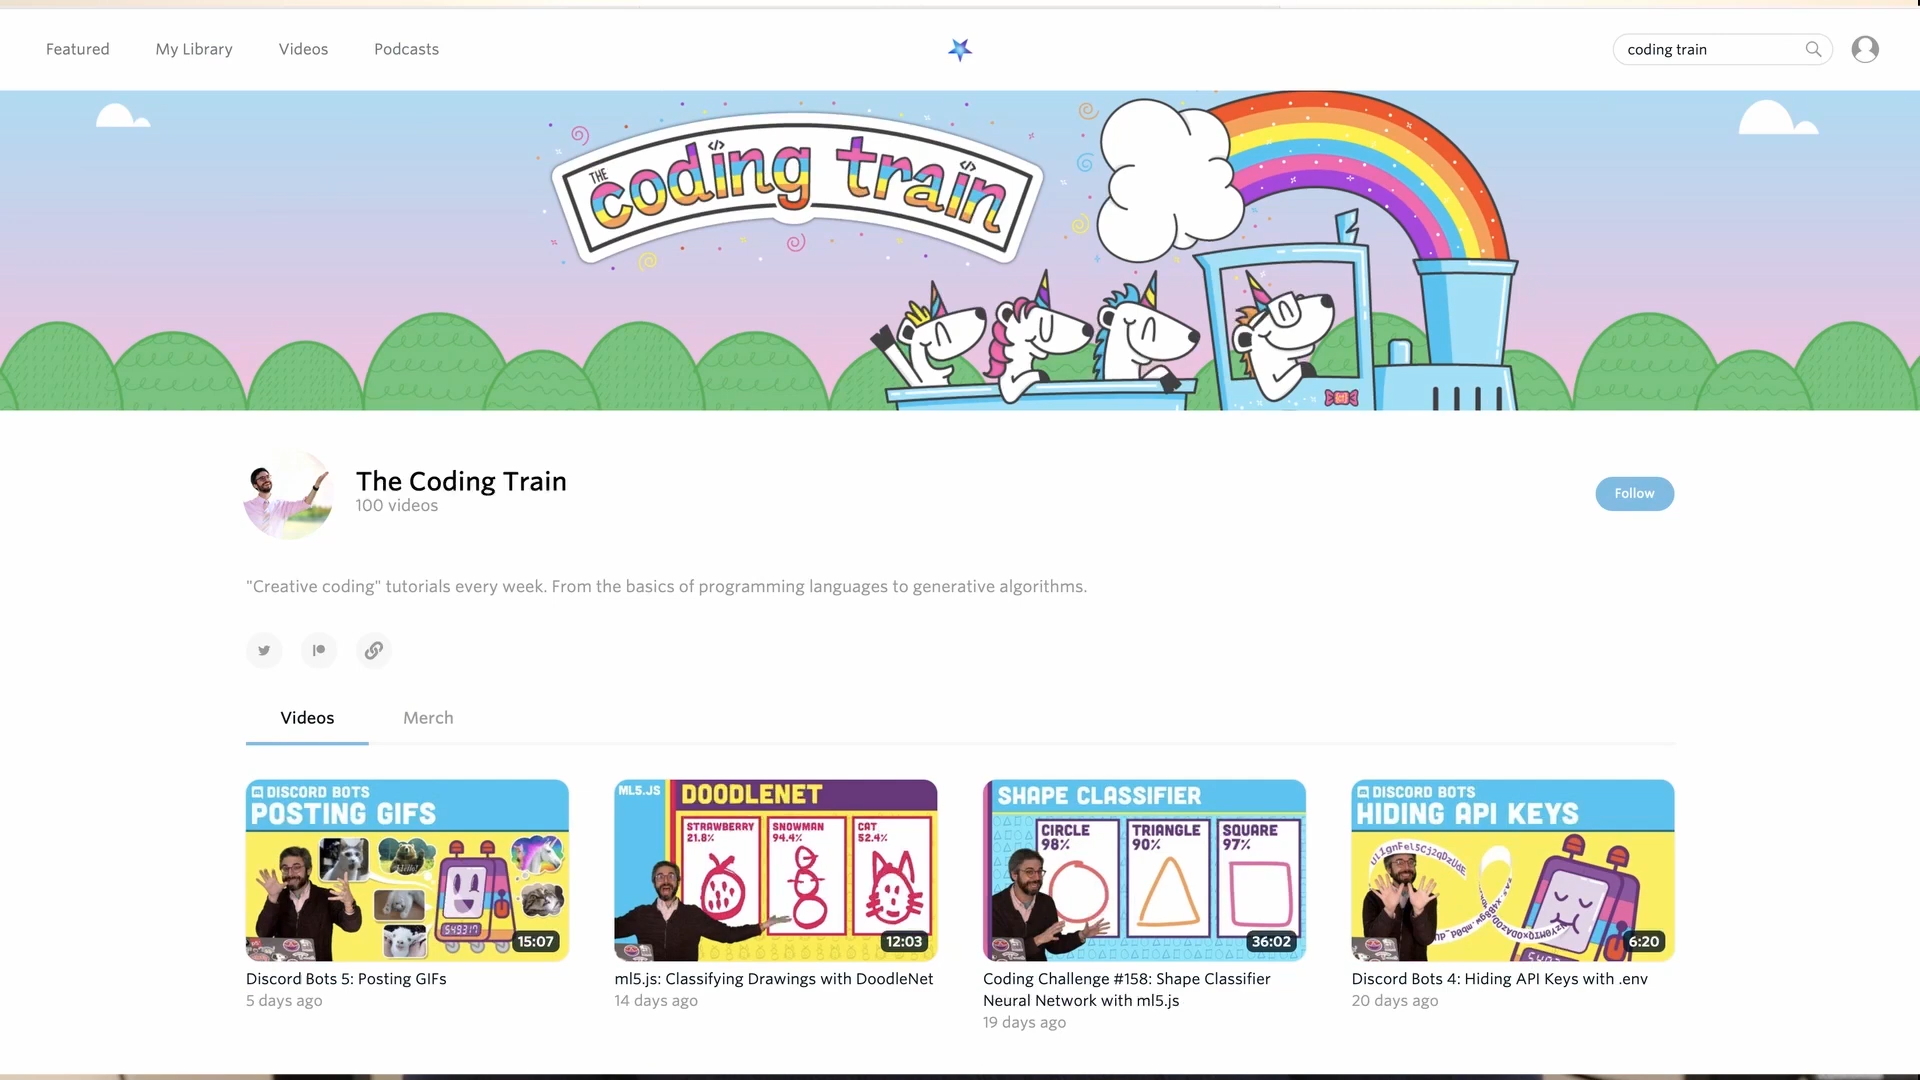 Featured
My Library
Videos
Podcasts
coding train
THE
coding train
</>
</>
The Coding Train
100 videos
Follow
"Creative coding" tutorials every week. From the basics of programming languages to generative algorithms.
Videos
Merch
DISCORD BOTS
POSTING GIFS
Hello!
549317
15:07
Discord Bots 5: Posting GIFs
5 days ago
ML5.JS
DOODLENET
STRAWBERRY
21.8%
SNOWMAN
94.4%
CAT
52.4%
12:03
ml5.js: Classifying Drawings with DoodleNet
14 days ago
SHAPE CLASSIFIER
CIRCLE
98%
TRIANGLE
90%
SQUARE
97%
36:02
Coding Challenge #158: Shape Classifier
Neural Network with ml5.js
19 days ago
DISCORD BOTS
HIDING API KEYS
6:20
Discord Bots 4: Hiding API Keys with .env
20 days ago